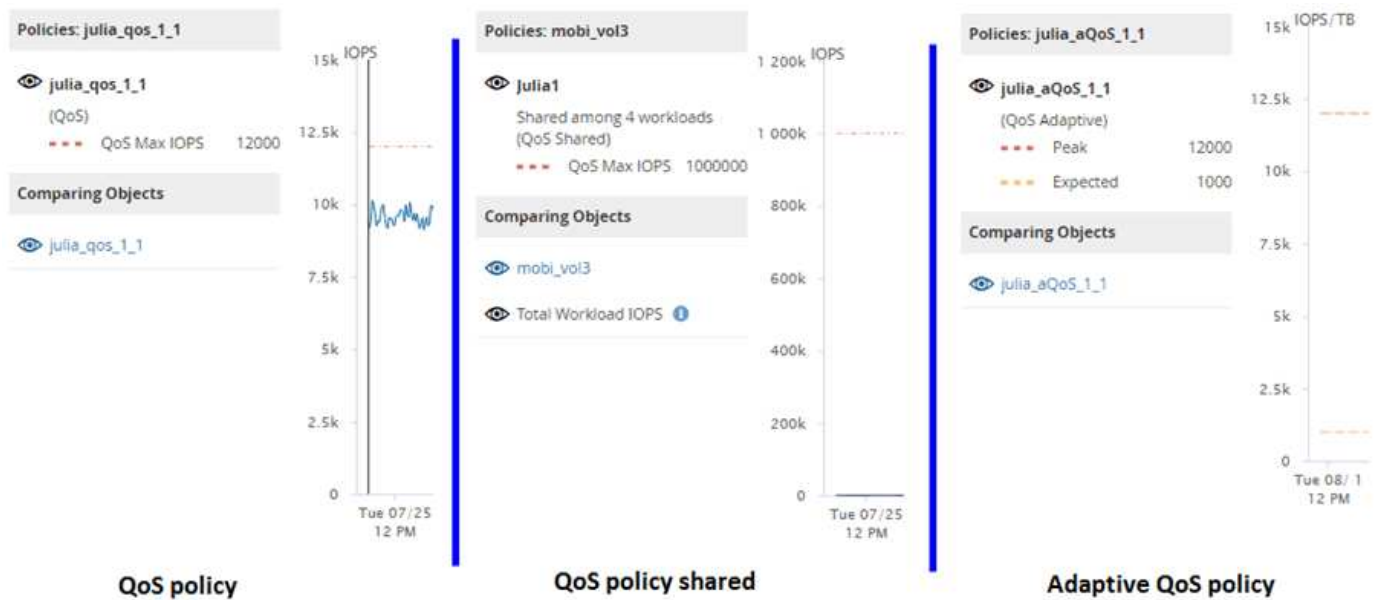 Policies: julia_qos_1_1
julia_qos_1_1
(QoS)
QoS Max IOPS 12000
Comparing Objects
julia_qos_1_1
IOPS
15k
12.5k
10k
7.5k
5k
2.5k
0
Tue 07/25
12 PM
QoS policy
Policies: mobi_vol3
Julia1
Shared among 4 workloads
(QoS Shared)
QoS Max IOPS 1000000
Comparing Objects
mobi_vol3
Total Workload IOPS
IOPS
1 200k
1 000k
800k
600k
400k
200k
0
Tue 07/25
12 PM
QoS policy shared
Policies: julia_aQoS_1_1
julia_aQoS_1_1
(QoS Adaptive)
Peak 12000
Expected 1000
Comparing Objects
julia_aQoS_1_1
IOPS/TB
15k
12.5k
10k
7.5k
5k
2.5k
0
Tue 08/ 1
12 PM
Adaptive QoS policy